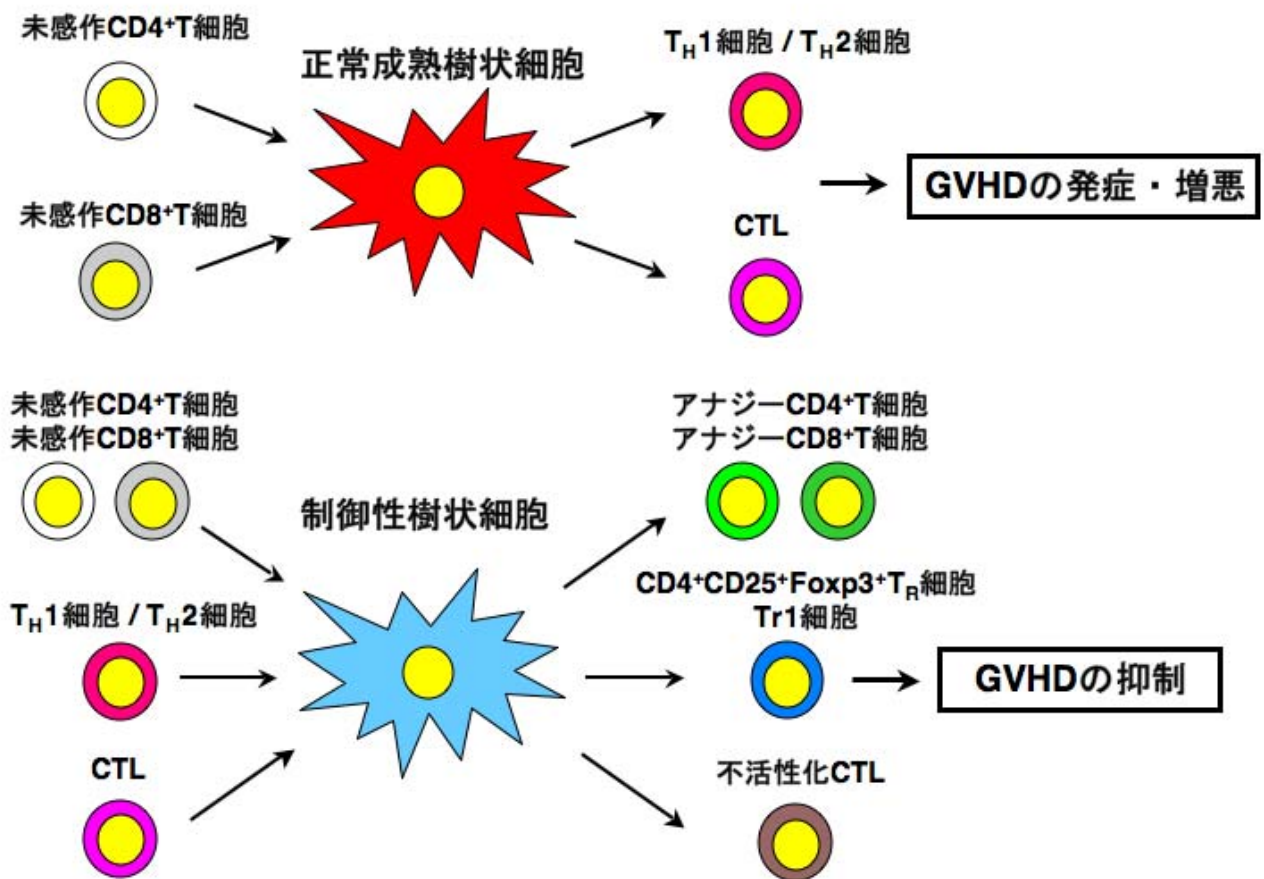 未感作CD4⁺T細胞
正常成熟樹状細胞
T_H1細胞 / T_H2細胞
未感作CD8⁺T細胞
CTL
GVHDの発症・増悪
未感作CD4⁺T細胞
未感作CD8⁺T細胞
制御性樹状細胞
アナジーCD4⁺T細胞
アナジーCD8⁺T細胞
T_H1細胞 / T_H2細胞
CD4⁺CD25⁺Foxp3⁺T_R細胞
Tr1細胞
GVHDの抑制
CTL
不活性化CTL